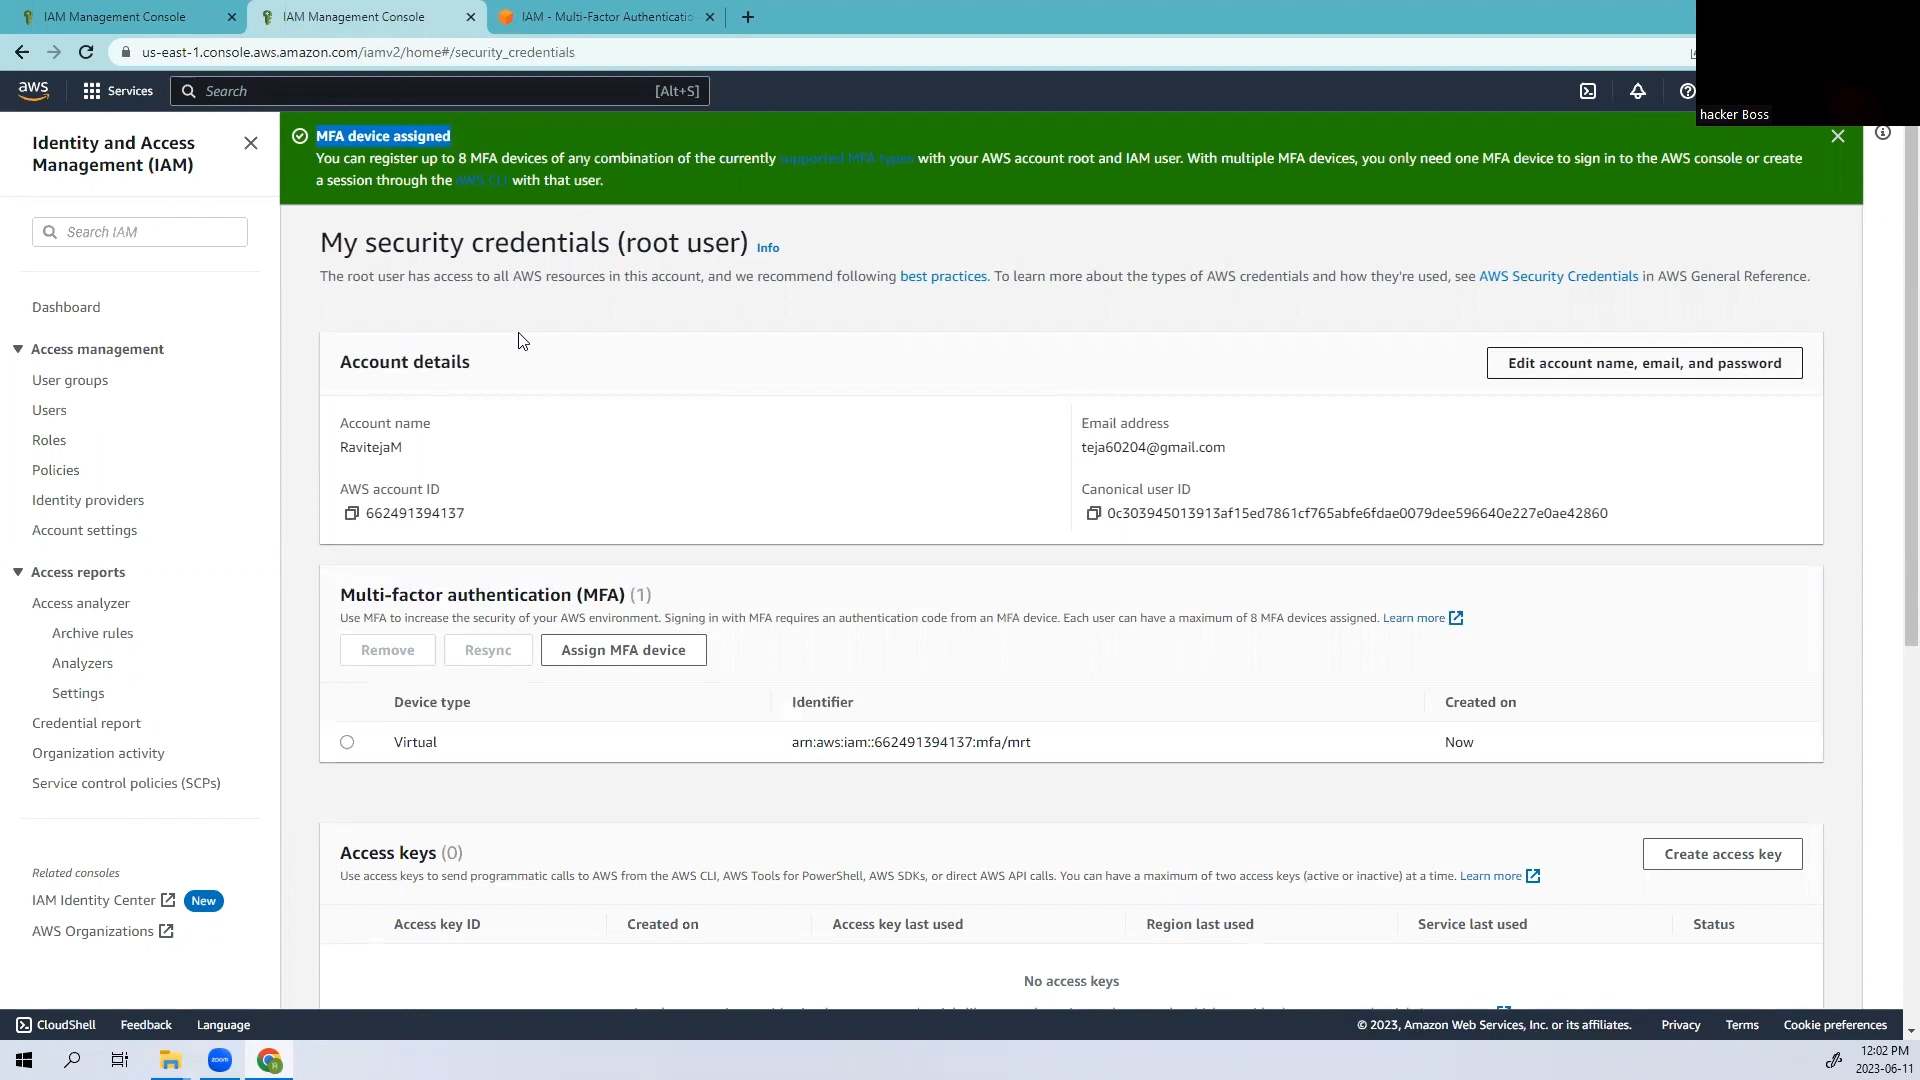 IAM Management Console
IAM Management Console
IAM - Multi-Factor Authenticatic
us-east-1.console.aws.amazon.com/iamv2/home#/security_credentials
aws
Services
Search
[Alt+S]
hacker Boss
Identity and Access
Management (IAM)
Search IAM
Dashboard
Access management
User groups
Users
Roles
Policies
Identity providers
Account settings
Access reports
Access analyzer
Archive rules
Analyzers
Settings
Credential report
Organization activity
Service control policies (SCPs)
Related consoles
IAM Identity Center New
AWS Organizations
MFA device assigned
You can register up to 8 MFA devices of any combination of the currently supported MFA types with your AWS account root and IAM user. With multiple MFA devices, you only need one MFA device to sign in to the AWS console or create
a session through the AWS CLI with that user.
My security credentials (root user) Info
The root user has access to all AWS resources in this account, and we recommend following best practices. To learn more about the types of AWS credentials and how they're used, see AWS Security Credentials in AWS General Reference.
Account details
Edit account name, email, and password
Account name
RavitejaM
Email address
teja60204@gmail.com
AWS account ID
662491394137
Canonical user ID
0c303945013913af15ed7861cf765abfe6fdae0079dee596640e227e0ae42860
Multi-factor authentication (MFA) (1)
Use MFA to increase the security of your AWS environment. Signing in with MFA requires an authentication code from an MFA device. Each user can have a maximum of 8 MFA devices assigned. Learn more
Remove
Resync
Assign MFA device
Device type
Identifier
Created on
Virtual
arn:aws:iam::662491394137:mfa/mrt
Now
Access keys (0)
Create access key
Use access keys to send programmatic calls to AWS from the AWS CLI, AWS Tools for PowerShell, AWS SDKs, or direct AWS API calls. You can have a maximum of two access keys (active or inactive) at a time. Learn more
Access key ID
Created on
Access key last used
Region last used
Service last used
Status
No access keys
CloudShell
Feedback
Language
© 2023, Amazon Web Services, Inc. or its affiliates.
Privacy
Terms
Cookie preferences
zoom
12:02 PM
2023-06-11